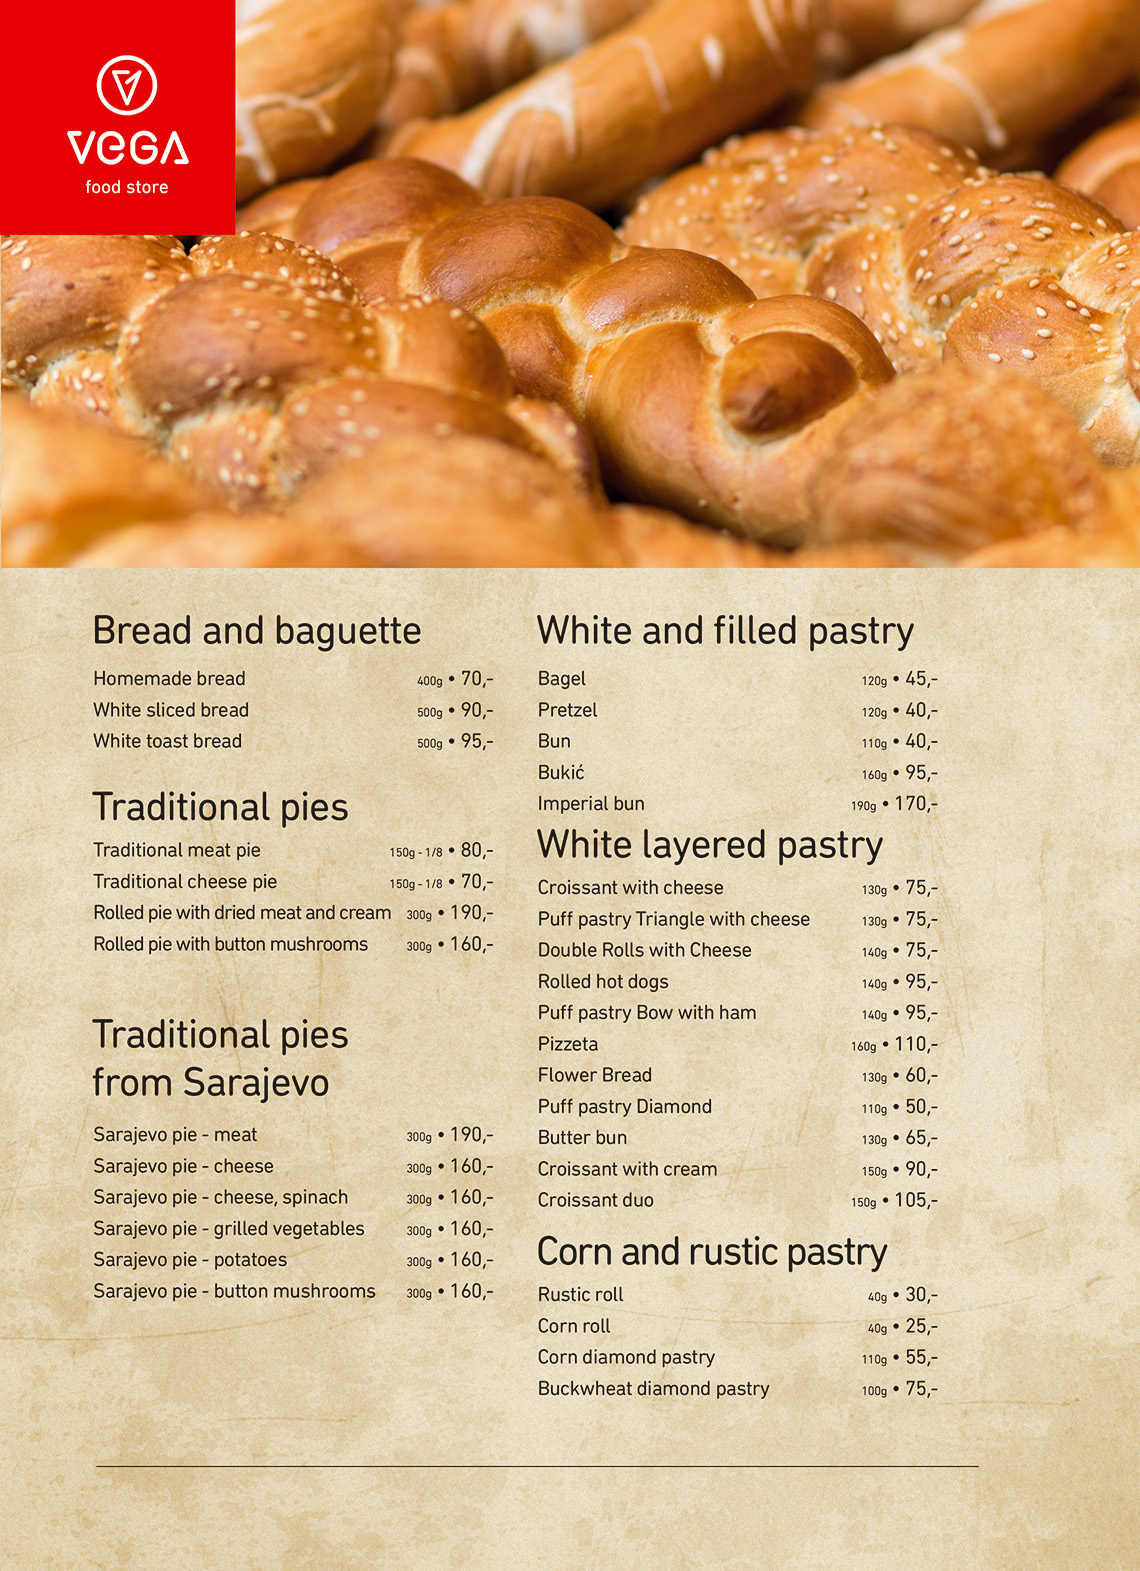 VEGA
food store
Bread and baguette
Homemade bread 400g • 70,-
White sliced bread 500g • 90,-
White toast bread 500g • 95,-
Traditional pies
Traditional meat pie 150g - 1/8 • 80,-
Traditional cheese pie 150g - 1/8 • 70,-
Rolled pie with dried meat and cream 300g • 190,-
Rolled pie with button mushrooms 300g • 160,-
Traditional pies
from Sarajevo
Sarajevo pie - meat 300g • 190,-
Sarajevo pie - cheese 300g • 160,-
Sarajevo pie - cheese, spinach 300g • 160,-
Sarajevo pie - grilled vegetables 300g • 160,-
Sarajevo pie - potatoes 300g • 160,-
Sarajevo pie - button mushrooms 300g • 160,-
White and filled pastry
Bagel 120g • 45,-
Pretzel 120g • 40,-
Bun 110g • 40,-
Bukić 160g • 95,-
Imperial bun 190g • 170,-
White layered pastry
Croissant with cheese 130g • 75,-
Puff pastry Triangle with cheese 130g • 75,-
Double Rolls with Cheese 140g • 75,-
Rolled hot dogs 140g • 95,-
Puff pastry Bow with ham 140g • 95,-
Pizzeta 160g • 110,-
Flower Bread 130g • 60,-
Puff pastry Diamond 110g • 50,-
Butter bun 130g • 65,-
Croissant with cream 150g • 90,-
Croissant duo 150g • 105,-
Corn and rustic pastry
Rustic roll 40g • 30,-
Corn roll 40g • 25,-
Corn diamond pastry 110g • 55,-
Buckwheat diamond pastry 100g • 75,-